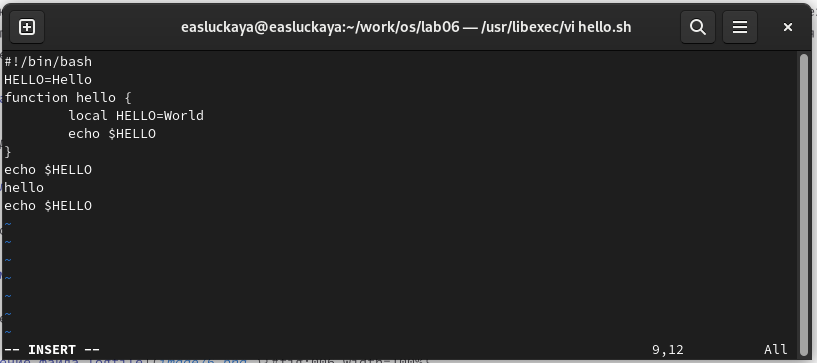 easluckaya@easluckaya:~/work/os/lab06 — /usr/libexec/vi hello.sh
#!/bin/bash
HELLO=Hello
function hello {
        local HELLO=World
        echo $HELLO
}
echo $HELLO
hello
echo $HELLO
~
~
~
~
~
~
~
-- INSERT --                    9,12          All